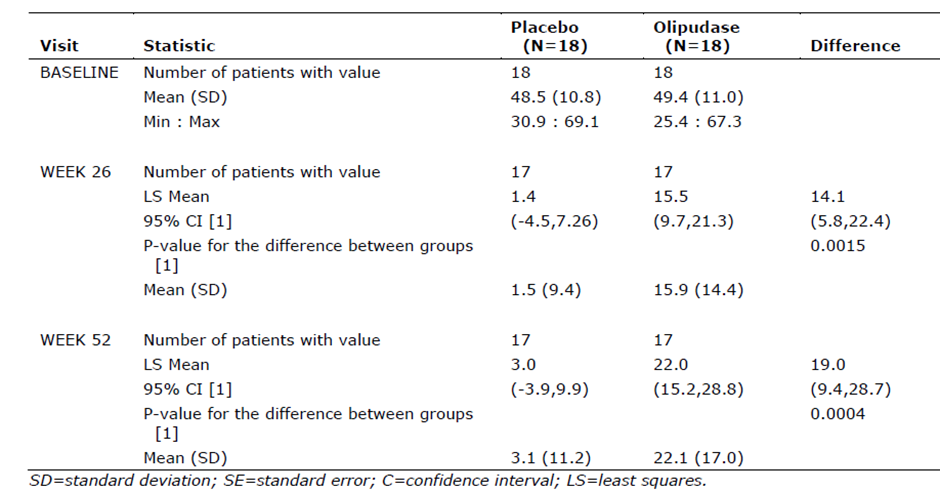 Placebo Olipudase
Visit Statistic (N=18) (N=18) Difference
BASELINE Number of patients with value 18 18
Mean (SD) 48.5 (10.8) 49.4 (11.0)
Min : Max 30.9 : 69.1 25.4 : 67.3
WEEK 26 Number of patients with value 17 17
LS Mean 1.4 15.5 14.1
95% CI [1] (-4.5,7.26) (9.7,21.3) (5.8,22.4)
P-value for the difference between groups 0.0015
[1]
Mean (SD) 1.5 (9.4) 15.9 (14.4)
WEEK 52 Number of patients with value 17 17
LS Mean 3.0 22.0 19.0
95% CI [1] (-3.9,9.9) (15.2,28.8) (9.4,28.7)
P-value for the difference between groups 0.0004
[1]
Mean (SD) 3.1 (11.2) 22.1 (17.0)
SD=standard deviation; SE=standard error; C=confidence interval; LS=least squares.